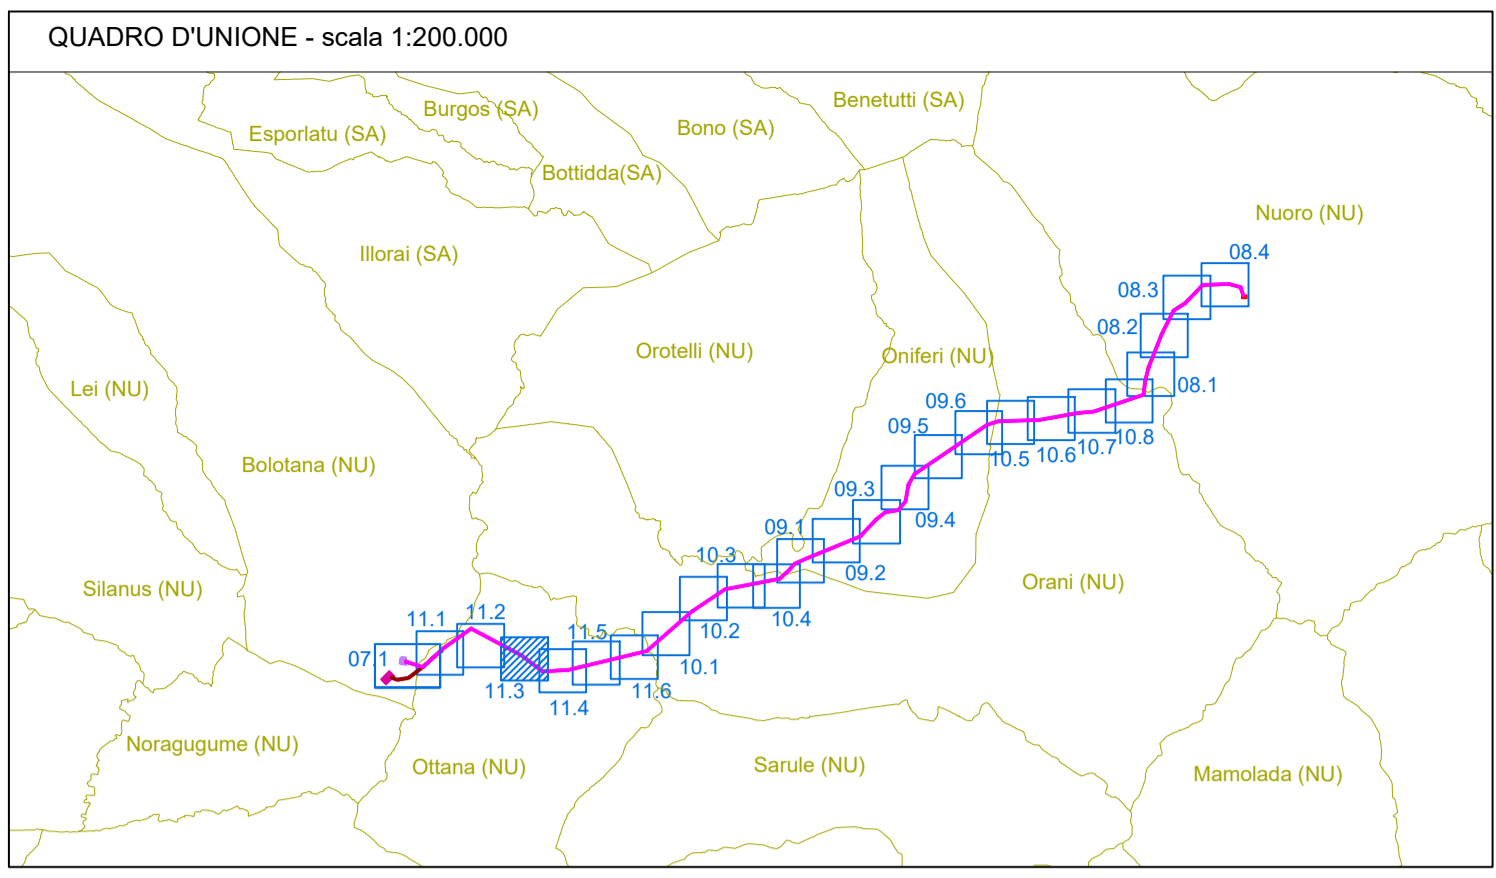 QUADRO D'UNIONE - scala 1:200.000
Benetutti (SA)
Burgos (SA)
Bono (SA)
Esporlatu (SA)
Bottidda(SA)
Nuoro (NU)
Illorai (SA)
08.4
08.3
08.2
Orotelli (NU)
Oniferi (NU)
Lei (NU)
08.1
09.6
09.5
10.8
10.7
10.6
10.5
Bolotana (NU)
09.3
09.4
09.1
10.3
09.2
Orani (NU)
Silanus (NU)
11.2
11.1
10.4
10.2
11.5
07.1
10.1
11.3
11.6
11.4
Noragugume (NU)
Ottana (NU)
Sarule (NU)
Mamolada (NU)